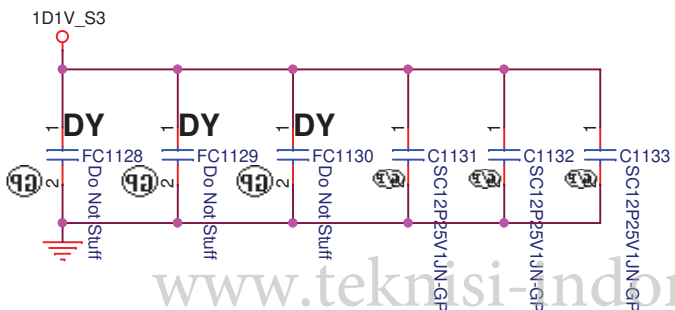 1D1V_S3
DY DY DY
1 1 1 1 1 1
FC1128 FC1129 FC1130 C1131 C1132 C1133
2 2 2 2 2 2
Do Not Stuff
Do Not Stuff
Do Not Stuff
SC12P25V1JN-GP
SC12P25V1JN-GP
SC12P25V1JN-GP
www.teknisi-indon